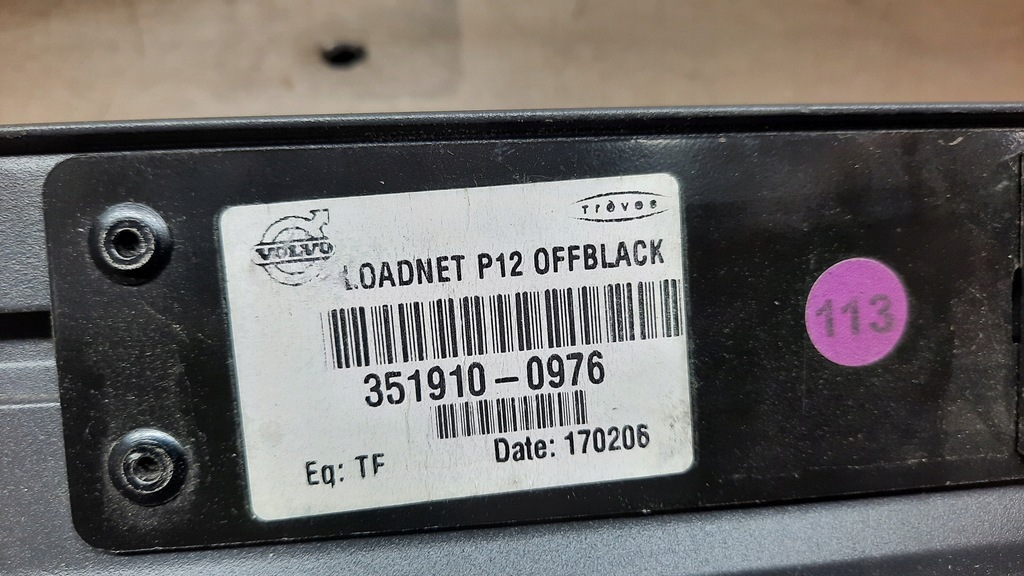 VOLVO
Trèves
LOADNET P12 OFFBLACK
351910-0976
Eq: TF
Date: 170206
113